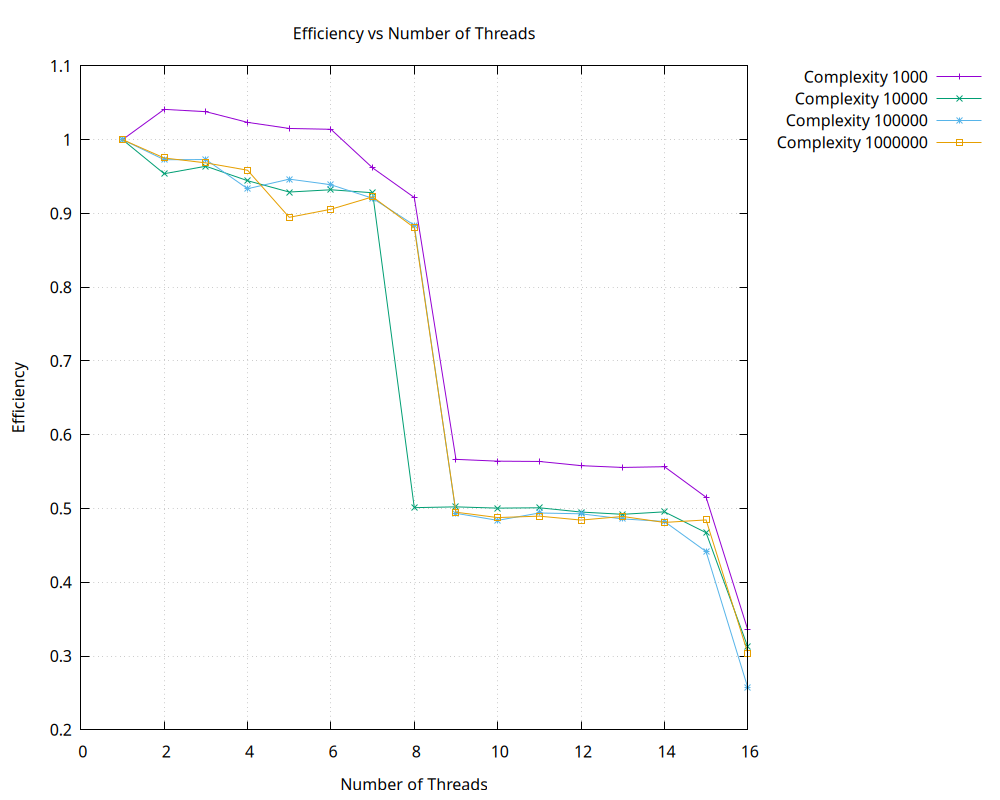 Efficiency vs Number of Threads
Complexity 1000
Complexity 10000
Complexity 100000
Complexity 1000000
Efficiency
1.1
1
0.9
0.8
0.7
0.6
0.5
0.4
0.3
0.2
0 2 4 6 8 10 12 14 16
Number of Threads